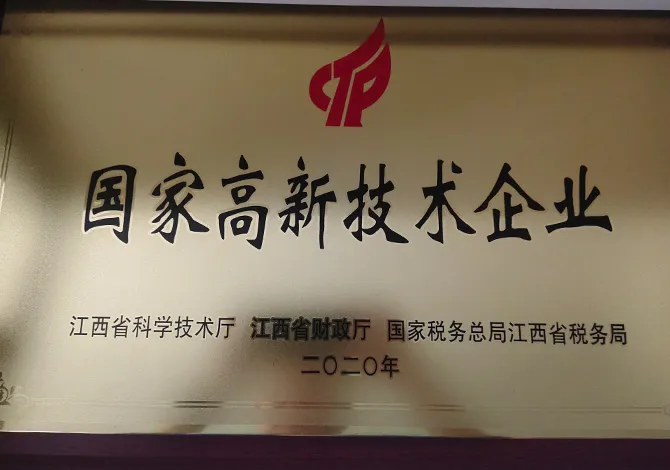 CTP
国家高新技术企业
江西省科学技术厅 江西省财政厅 国家税务总局江西省税务局
二〇二〇年